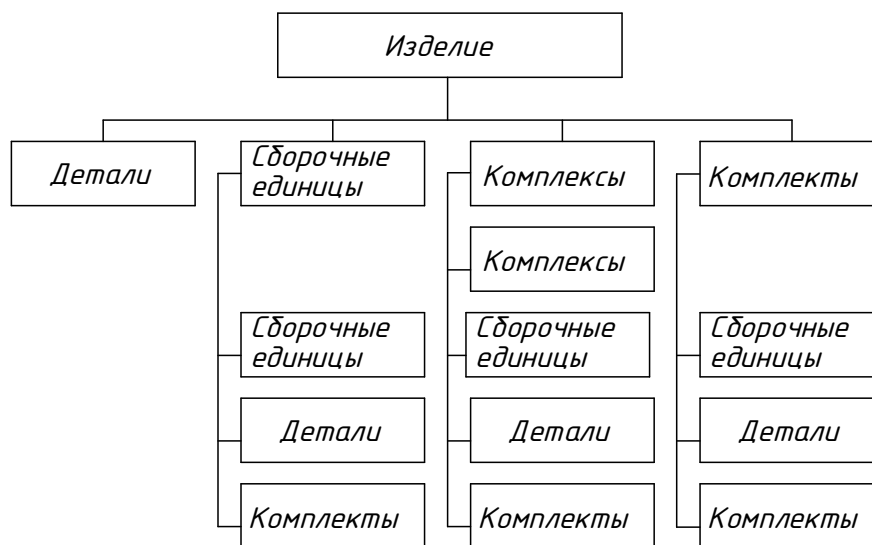 Изделие
Детали
Сборочные
единицы
Комплексы
Комплекты
Комплексы
Сборочные
единицы
Сборочные
единицы
Сборочные
единицы
Детали
Детали
Детали
Комплекты
Комплекты
Комплекты